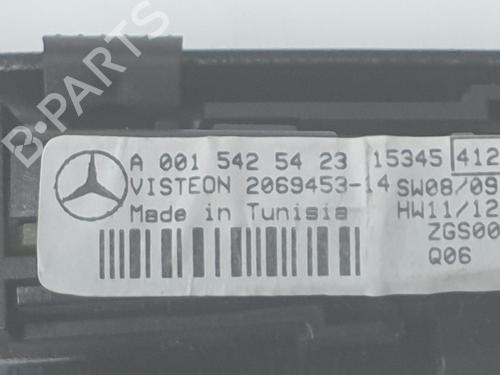 B-PARTS
A 001 542 54 23 15345 412
VISTEON 2069453-14 SW08/09
Made in Tunisia HW11/12
ZGS00
Q06